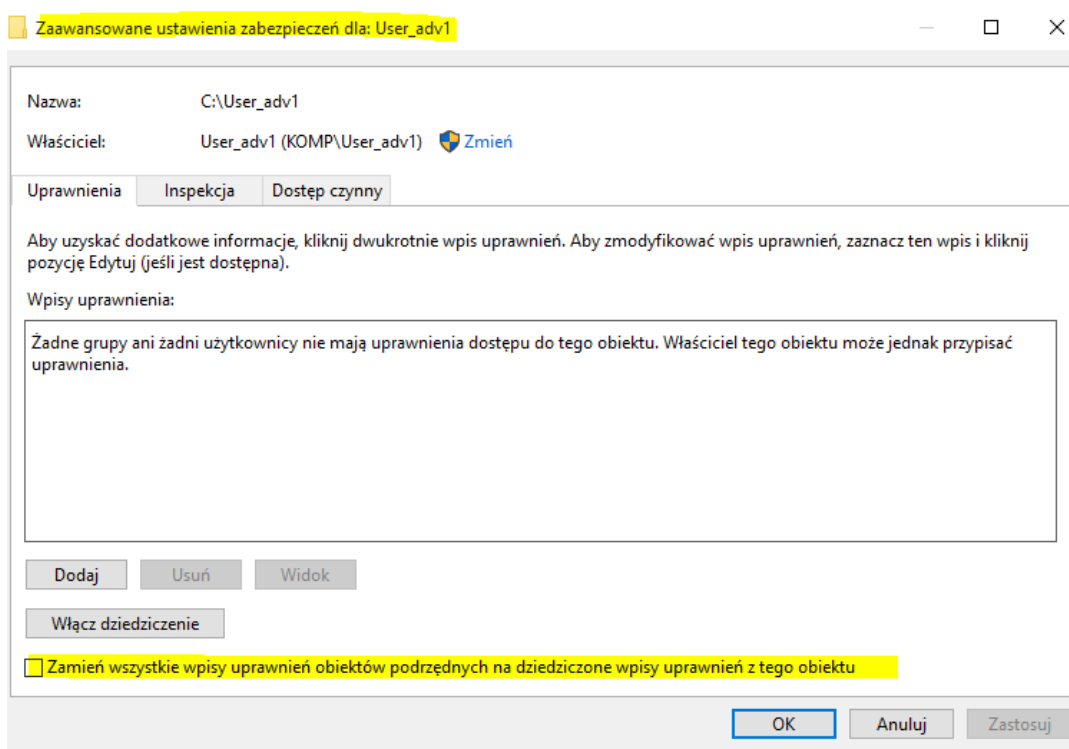 Zaawansowane ustawienia zabezpieczeń dla: User_adv1
Nazwa: C:\User_adv1
Właściciel: User_adv1 (KOMP\User_adv1) Zmień
Uprawnienia Inspekcja Dostęp czynny
Aby uzyskać dodatkowe informacje, kliknij dwukrotnie wpis uprawnień. Aby zmodyfikować wpis uprawnień, zaznacz ten wpis i kliknij
pozycję Edytuj (jeśli jest dostępna).
Wpisy uprawnienia:
Żadne grupy ani żadni użytkownicy nie mają uprawnienia dostępu do tego obiektu. Właściciel tego obiektu może jednak przypisać
uprawnienia.
Dodaj Usuń Widok
Włącz dziedziczenie
Zamień wszystkie wpisy uprawnień obiektów podrzędnych na dziedziczone wpisy uprawnień z tego obiektu
OK Anuluj Zastosuj